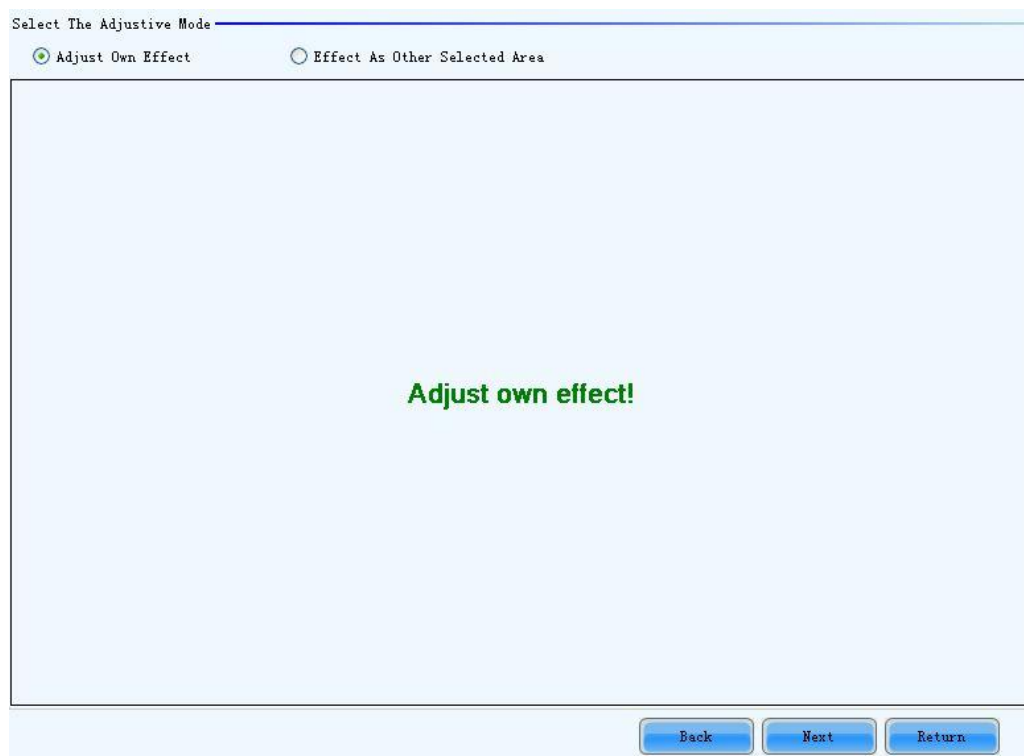 Select The Adjustive Mode
Adjust Own Effect Effect As Other Selected Area
Adjust own effect!
Back Next Return